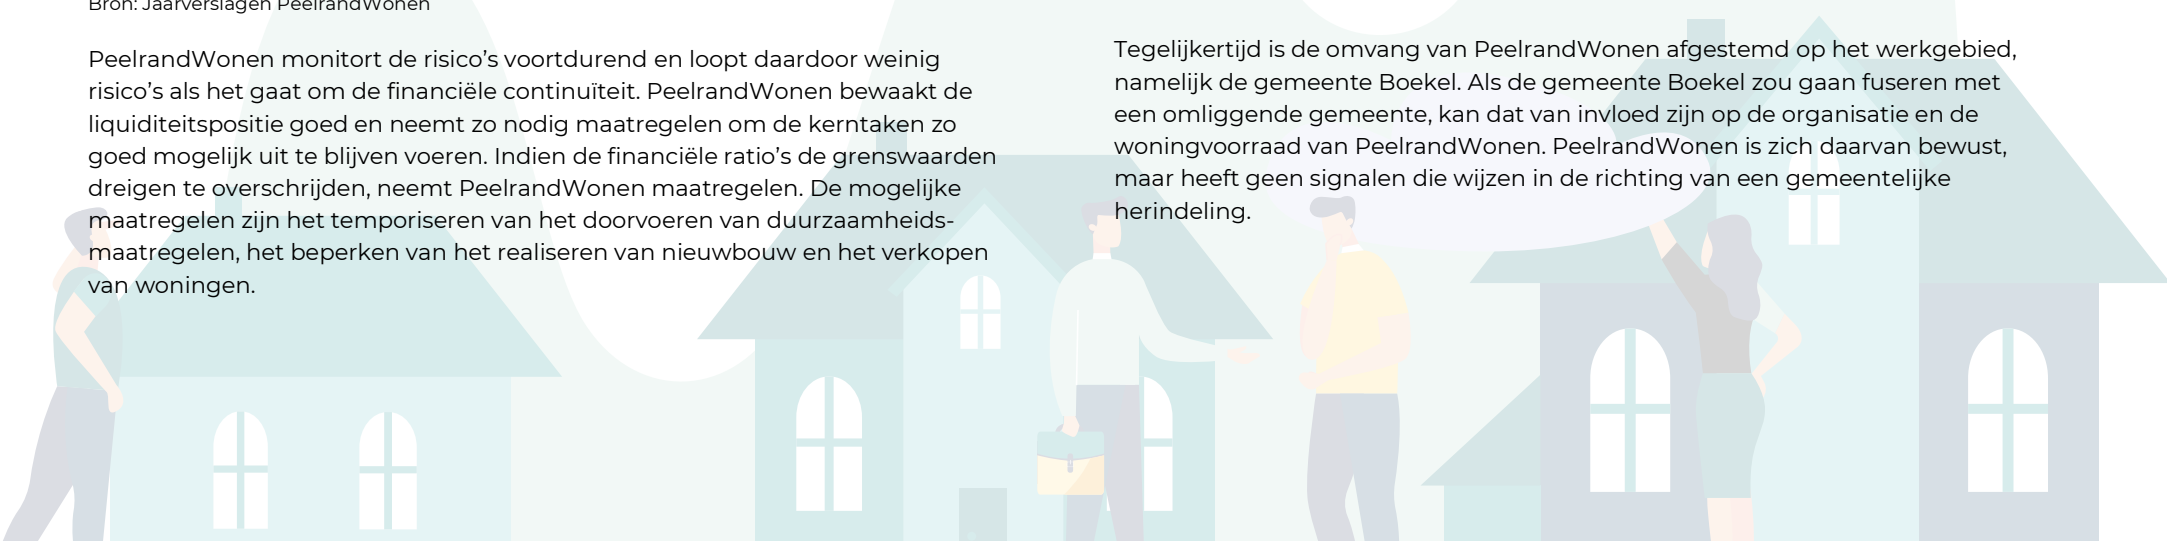 Bron: Jaarverslagen PeelrandWonen
PeelrandWonen monitort de risico’s voortdurend en loopt daardoor weinig
risico’s als het gaat om de financiële continuïteit. PeelrandWonen bewaakt de
liquiditeitspositie goed en neemt zo nodig maatregelen om de kerntaken zo
goed mogelijk uit te blijven voeren. Indien de financiële ratio’s de grenswaarden
dreigen te overschrijden, neemt PeelrandWonen maatregelen. De mogelijke
maatregelen zijn het temporiseren van het doorvoeren van duurzaamheids-
maatregelen, het beperken van het realiseren van nieuwbouw en het verkopen
van woningen.
Tegelijkertijd is de omvang van PeelrandWonen afgestemd op het werkgebied,
namelijk de gemeente Boekel. Als de gemeente Boekel zou gaan fuseren met
een omliggende gemeente, kan dat van invloed zijn op de organisatie en de
woningvoorraad van PeelrandWonen. PeelrandWonen is zich daarvan bewust,
maar heeft geen signalen die wijzen in de richting van een gemeentelijke
herindeling.